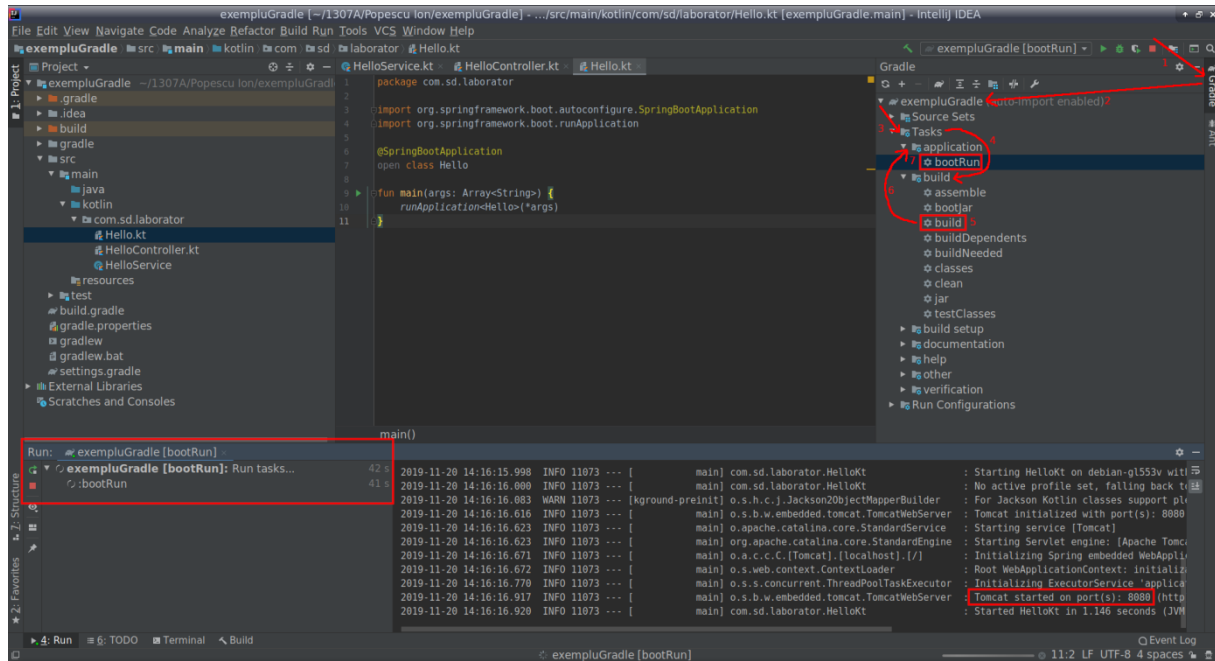 exempluGradle [~/1307A/Popescu Ion/exempluGradle] - .../src/main/kotlin/com/sd/laborator/Hello.kt [exempluGradle.main] - IntelliJ IDEA
File Edit View Navigate Code Analyze Refactor Build Run Tools VCS Window Help
exempluGradle src main kotlin com sd laborator Hello.kt
exempluGradle [bootRun]
1
Project
HelloService.kt HelloController.kt Hello.kt
Gradle
1: Project
Gradle
Ant
exempluGradle ~/1307A/Popescu Ion/exempluGradl
.gradle
.idea
build
gradle
src
main
java
kotlin
com.sd.laborator
Hello.kt
HelloController.kt
HelloService
resources
test
build.gradle
gradle.properties
gradlew
gradlew.bat
settings.gradle
External Libraries
Scratches and Consoles
1 package com.sd.laborator
2
3 import org.springframework.boot.autoconfigure.SpringBootApplication
4 import org.springframework.boot.runApplication
5
6 @SpringBootApplication
7 open class Hello
8
9 fun main(args: Array<String>) {
10 runApplication<Hello>(*args)
11 }
main()
exempluGradle (auto-import enabled) 2
Source Sets
3 Tasks 4
application
7 bootRun
build
6 assemble
bootJar
build 5
buildDependents
buildNeeded
classes
clean
jar
testClasses
build setup
documentation
help
other
verification
Run Configurations
Run: exempluGradle [bootRun]
exempluGradle [bootRun]: Run tasks... 42 s
:bootRun 41 s
2019-11-20 14:16:15.998 INFO 11073 --- [ main] com.sd.laborator.HelloKt : Starting HelloKt on debian-gl553v wit
2019-11-20 14:16:16.000 INFO 11073 --- [ main] com.sd.laborator.HelloKt : No active profile set, falling back t
2019-11-20 14:16:16.083 WARN 11073 --- [kground-preinit] o.s.h.c.j.Jackson2ObjectMapperBuilder : For Jackson Kotlin classes support pl
2019-11-20 14:16:16.616 INFO 11073 --- [ main] o.s.b.w.embedded.tomcat.TomcatWebServer : Tomcat initialized with port(s): 8080
2019-11-20 14:16:16.623 INFO 11073 --- [ main] o.apache.catalina.core.StandardService : Starting service [Tomcat]
2019-11-20 14:16:16.623 INFO 11073 --- [ main] org.apache.catalina.core.StandardEngine : Starting Servlet engine: [Apache Tomc
2019-11-20 14:16:16.671 INFO 11073 --- [ main] o.a.c.c.C.[Tomcat].[localhost].[/] : Initializing Spring embedded WebAppli
2019-11-20 14:16:16.672 INFO 11073 --- [ main] o.s.web.context.ContextLoader : Root WebApplicationContext: initializ
2019-11-20 14:16:16.770 INFO 11073 --- [ main] o.s.s.concurrent.ThreadPoolTaskExecutor : Initializing ExecutorService 'applica
2019-11-20 14:16:16.917 INFO 11073 --- [ main] o.s.b.w.embedded.tomcat.TomcatWebServer : Tomcat started on port(s): 8080 (http
2019-11-20 14:16:16.920 INFO 11073 --- [ main] com.sd.laborator.HelloKt : Started HelloKt in 1.146 seconds (JVM
7: Structure
2: Favorites
4: Run 6: TODO Terminal Build
Event Log
exempluGradle [bootRun]
11:2 LF UTF-8 4 spaces